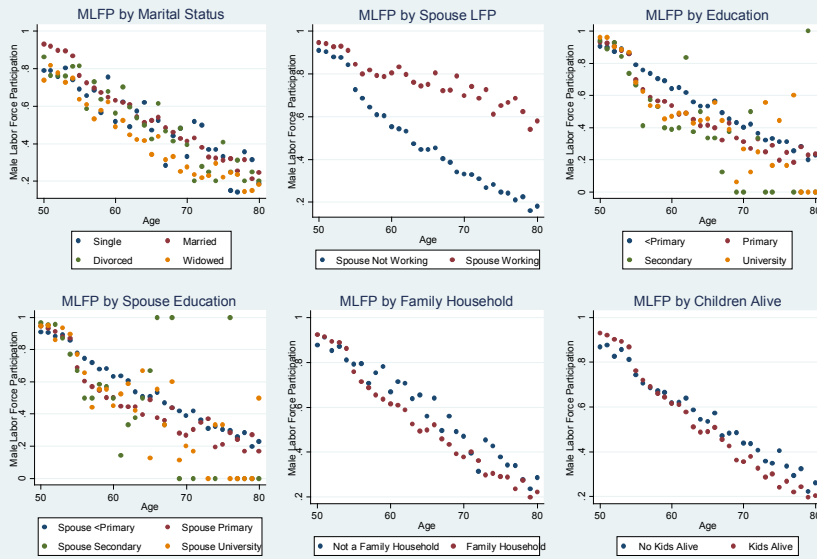 MLFP by Marital Status
Male Labor Force Participation
1
.8
.6
.4
.2
50 60 70 80
Age
Single Married
Divorced Widowed
MLFP by Spouse LFP
Male Labor Force Participation
1
.8
.6
.4
.2
50 60 70 80
Age
Spouse Not Working Spouse Working
MLFP by Education
Male Labor Force Participation
1
.8
.6
.4
.2
0
50 60 70 80
Age
<Primary Primary
Secondary University
MLFP by Spouse Education
Male Labor Force Participation
1
.8
.6
.4
.2
0
50 60 70 80
Age
Spouse <Primary Spouse Primary
Spouse Secondary Spouse University
MLFP by Family Household
Male Labor Force Participation
1
.8
.6
.4
.2
50 60 70 80
Age
Not a Family Household Family Household
MLFP by Children Alive
Male Labor Force Participation
1
.8
.6
.4
.2
50 60 70 80
Age
No Kids Alive Kids Alive